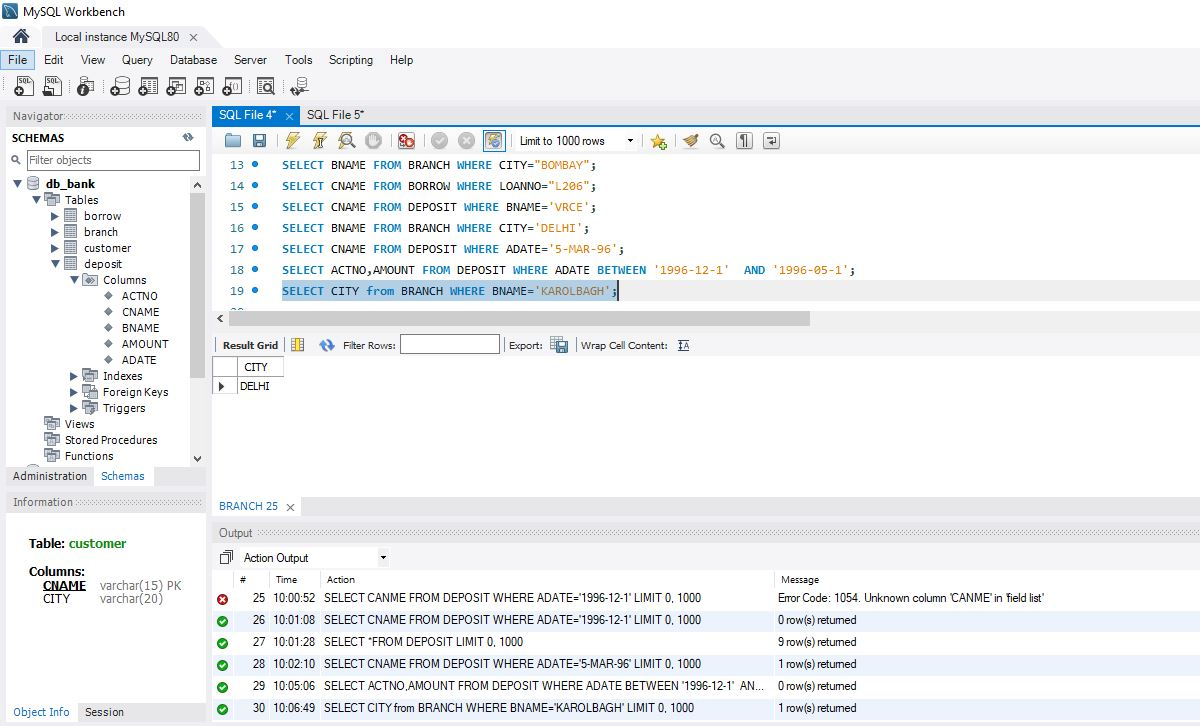 MySQL Workbench
Local instance MySQL80 ×
File Edit View Query Database Server Tools Scripting Help
Navigator
SCHEMAS
Filter objects
db_bank
Tables
borrow
branch
customer
deposit
Columns
ACTNO
CNAME
BNAME
AMOUNT
ADATE
Indexes
Foreign Keys
Triggers
Views
Stored Procedures
Functions
Administration Schemas
Information
Table: customer
Columns:
CNAME varchar(15) PK
CITY varchar(20)
Object Info Session
SQL File 4* × SQL File 5*
Limit to 1000 rows
13 SELECT BNAME FROM BRANCH WHERE CITY="BOMBAY";
14 SELECT CNAME FROM BORROW WHERE LOANNO="L206";
15 SELECT CNAME FROM DEPOSIT WHERE BNAME='VRCE';
16 SELECT BNAME FROM BRANCH WHERE CITY='DELHI';
17 SELECT CNAME FROM DEPOSIT WHERE ADATE='5-MAR-96';
18 SELECT ACTNO,AMOUNT FROM DEPOSIT WHERE ADATE BETWEEN '1996-12-1'  AND '1996-05-1';
19 SELECT CITY from BRANCH WHERE BNAME='KAROLBAGH';
Result Grid Filter Rows: Export: Wrap Cell Content:
CITY
DELHI
BRANCH 25 ×
Output
Action Output
# Time Action Message
25 10:00:52 SELECT CANME FROM DEPOSIT WHERE ADATE='1996-12-1' LIMIT 0, 1000 Error Code: 1054. Unknown column 'CANME' in 'field list'
26 10:01:08 SELECT CNAME FROM DEPOSIT WHERE ADATE='1996-12-1' LIMIT 0, 1000 0 row(s) returned
27 10:01:28 SELECT *FROM DEPOSIT LIMIT 0, 1000 9 row(s) returned
28 10:02:10 SELECT CNAME FROM DEPOSIT WHERE ADATE='5-MAR-96' LIMIT 0, 1000 1 row(s) returned
29 10:05:06 SELECT ACTNO,AMOUNT FROM DEPOSIT WHERE ADATE BETWEEN '1996-12-1'  AN... 0 row(s) returned
30 10:06:49 SELECT CITY from BRANCH WHERE BNAME='KAROLBAGH' LIMIT 0, 1000 1 row(s) returned